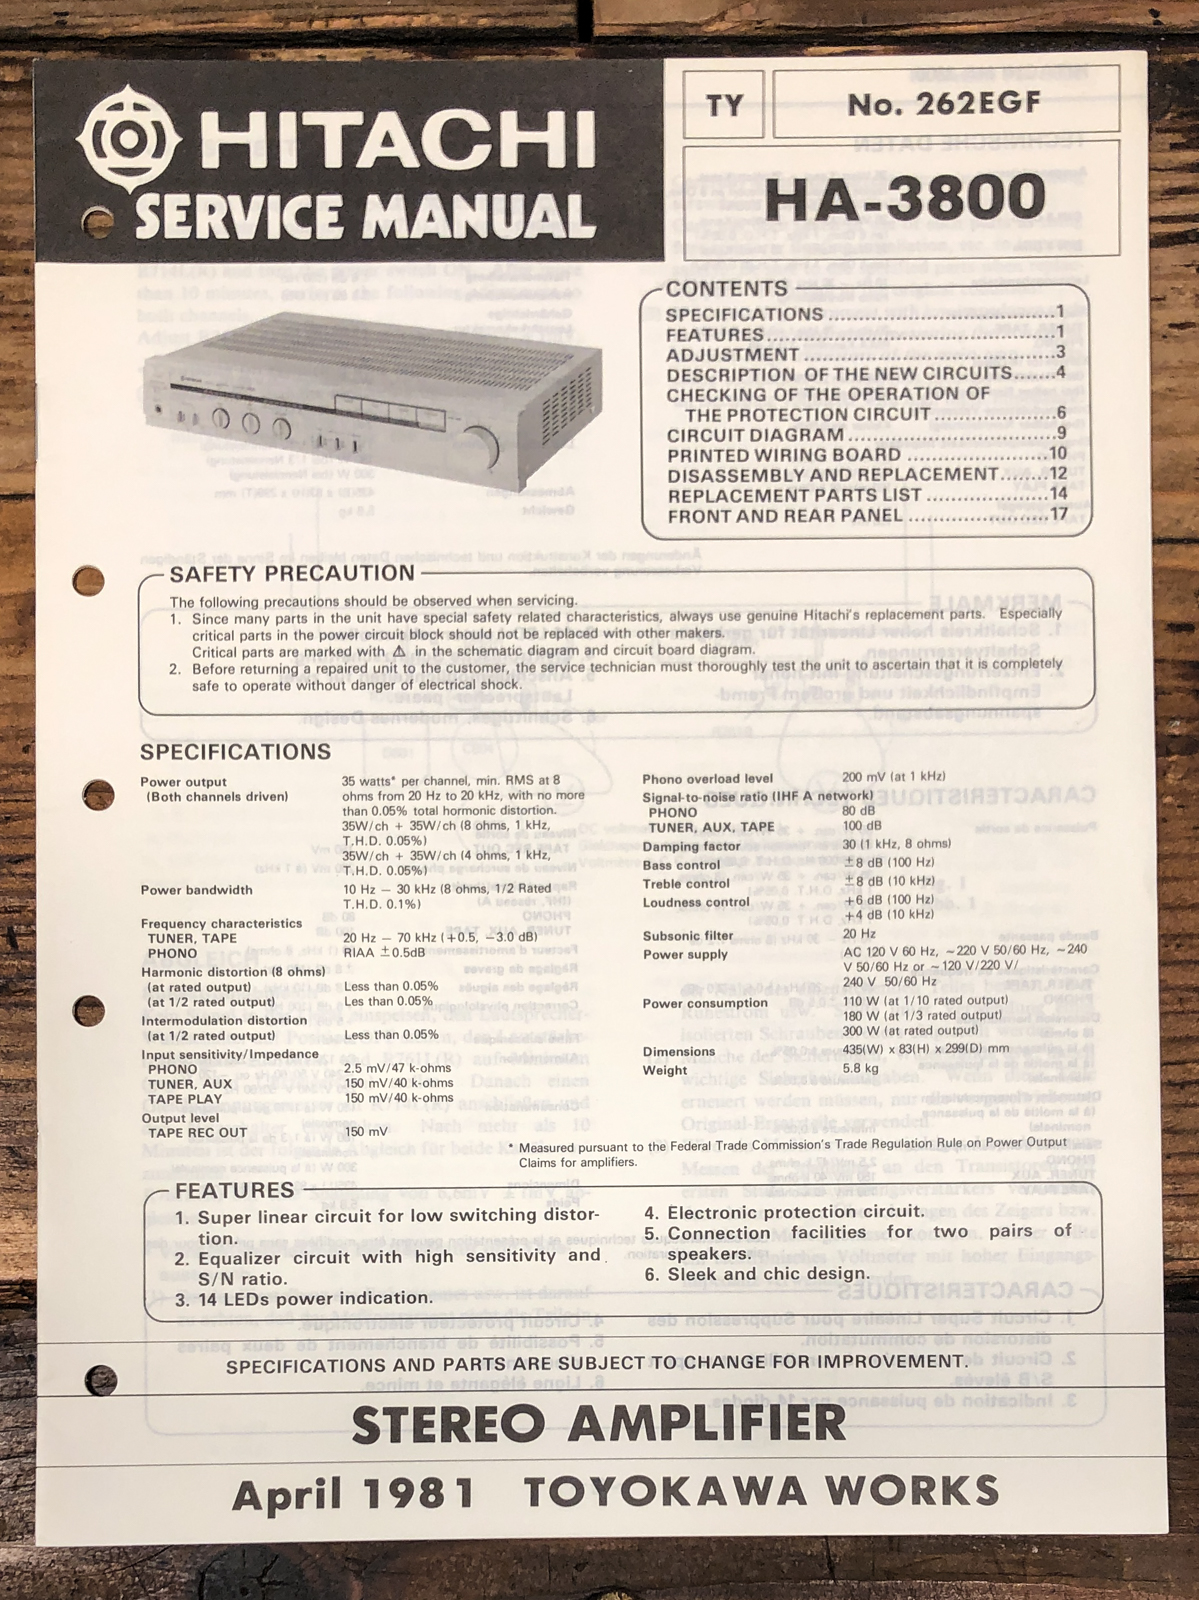 HITACHI
SERVICE MANUAL
TY
No. 262EGF
HA-3800
CONTENTS
SPECIFICATIONS ........................................1
FEATURES...................................................1
ADJUSTMENT ............................................3
DESCRIPTION OF THE NEW CIRCUITS.......4
CHECKING OF THE OPERATION OF
THE PROTECTION CIRCUIT.....................6
CIRCUIT DIAGRAM.....................................9
PRINTED WIRING BOARD .........................10
DISASSEMBLY AND REPLACEMENT........12
REPLACEMENT PARTS LIST .....................14
FRONT AND REAR PANEL ........................17
SAFETY PRECAUTION
The following precautions should be observed when servicing.
1. Since many parts in the unit have special safety related characteristics, always use genuine Hitachi's replacement parts. Especially
critical parts in the power circuit block should not be replaced with other makers.
Critical parts are marked with ⚠ in the schematic diagram and circuit board diagram.
2. Before returning a repaired unit to the customer, the service technician must thoroughly test the unit to ascertain that it is completely
safe to operate without danger of electrical shock.
SPECIFICATIONS
Power output 35 watts* per channel, min. RMS at 8
(Both channels driven) ohms from 20 Hz to 20 kHz, with no more
than 0.05% total hormonic distortion.
35W/ch + 35W/ch (8 ohms, 1 kHz,
T.H.D. 0.05%)
35W/ch + 35W/ch (4 ohms, 1 kHz,
T.H.D. 0.05%)
Power bandwidth 10 Hz – 30 kHz (8 ohms, 1/2 Rated
T.H.D. 0.1%)
Frequency characteristics
TUNER, TAPE 20 Hz – 70 kHz (+0.5, –3.0 dB)
PHONO RIAA ±0.5dB
Harmonic distortion (8 ohms)
(at rated output) Less than 0.05%
(at 1/2 rated output) Les than 0.05%
Intermodulation distortion
(at 1/2 rated output) Less than 0.05%
Input sensitivity/Impedance
PHONO 2.5 mV/47 k-ohms
TUNER, AUX 150 mV/40 k-ohms
TAPE PLAY 150 mV/40 k-ohms
Output level
TAPE REC OUT 150 mV
Phono overload level 200 mV (at 1 kHz)
Signal-to-noise ratio (IHF A network)
PHONO 80 dB
TUNER, AUX, TAPE 100 dB
Damping factor 30 (1 kHz, 8 ohms)
Bass control ±8 dB (100 Hz)
Treble control ±8 dB (10 kHz)
Loudness control +6 dB (100 Hz)
+4 dB (10 kHz)
Subsonic filter 20 Hz
Power supply AC 120 V 60 Hz, ~220 V 50/60 Hz, ~240
V 50/60 Hz or ~120 V/220 V/
240 V 50/60 Hz
Power consumption 110 W (at 1/10 rated output)
180 W (at 1/3 rated output)
300 W (at rated output)
Dimensions 435(W) x 83(H) x 299(D) mm
Weight 5.8 kg
* Measured pursuant to the Federal Trade Commission's Trade Regulation Rule on Power Output
Claims for amplifiers.
FEATURES
1. Super linear circuit for low switching distor-
tion.
2. Equalizer circuit with high sensitivity and
S/N ratio.
3. 14 LEDs power indication.
4. Electronic protection circuit.
5. Connection facilities for two pairs of
speakers.
6. Sleek and chic design.
SPECIFICATIONS AND PARTS ARE SUBJECT TO CHANGE FOR IMPROVEMENT.
STEREO AMPLIFIER
April 1981 TOYOKAWA WORKS